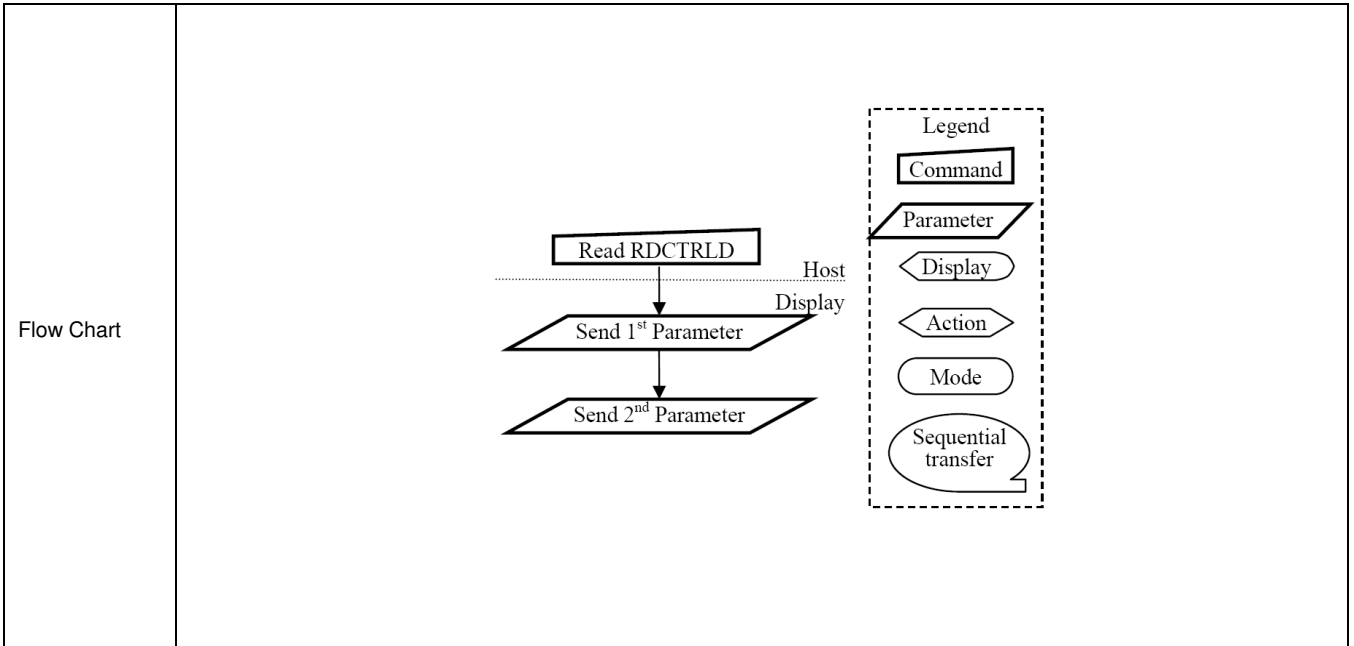 Flow Chart
Read RDCTRLD
Host
Display
Send 1st Parameter
Send 2nd Parameter
Legend
Command
Parameter
Display
Action
Mode
Sequential
transfer